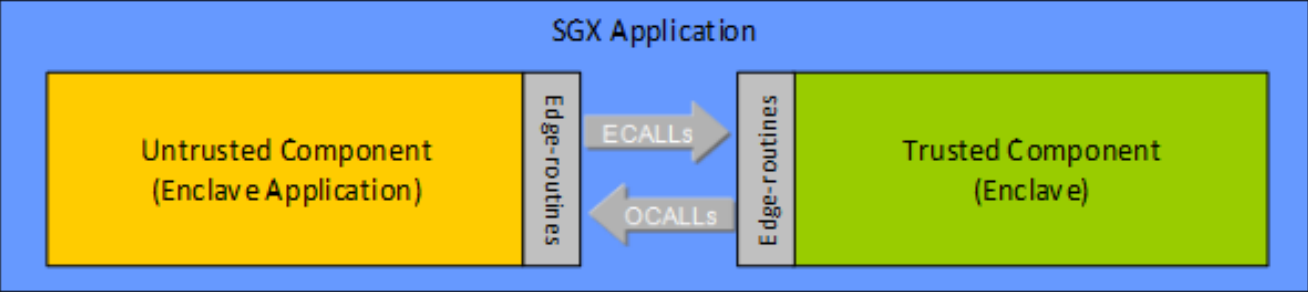 SGX Application
Untrusted Component
(Enclave Application)
Edge-routines
ECALLs
OCALLs
Edge-routines
Trusted Component
(Enclave)